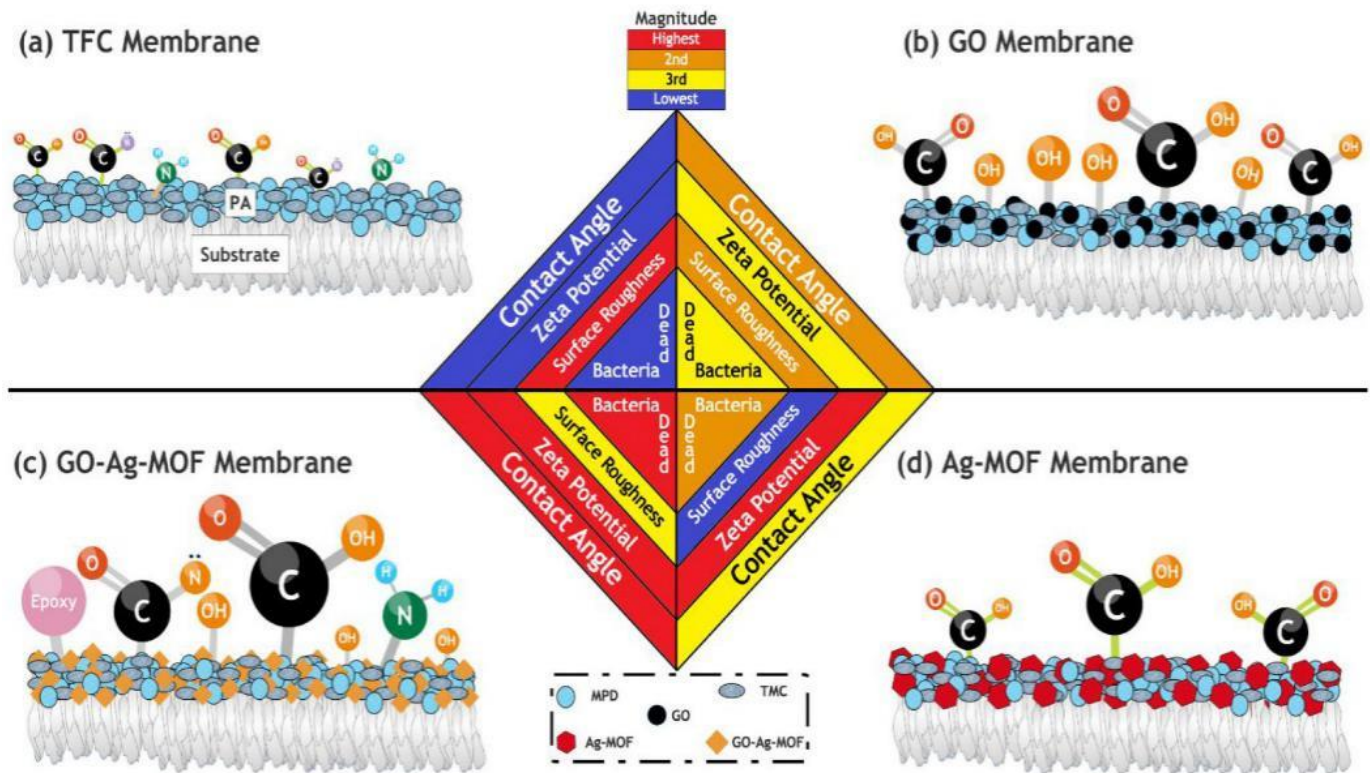 Magnitude
Highest
2nd
3rd
Lowest
(a) TFC Membrane
O
C
O
C
N
N
O
C
C
N
N
PA
Substrate
(b) GO Membrane
OH
O
C
OH
OH
OH
O
OH
C
OH
O
OH
C
Contact Angle
Zeta Potential
Surface Roughness
Dead
Bacteria
Contact Angle
Zeta Potential
Surface Roughness
Dead
Bacteria
(c) GO-Ag-MOF Membrane
Epoxy
O
N
C
OH
O
OH
C
OH
H
H
N
OH
Bacteria
Dead
Surface Roughness
Zeta Potential
Contact Angle
Bacteria
Dead
Surface Roughness
Zeta Potential
Contact Angle
(d) Ag-MOF Membrane
O
OH
C
O
OH
C
OH
O
C
MPD
TMC
GO
Ag-MOF
GO-Ag-MOF